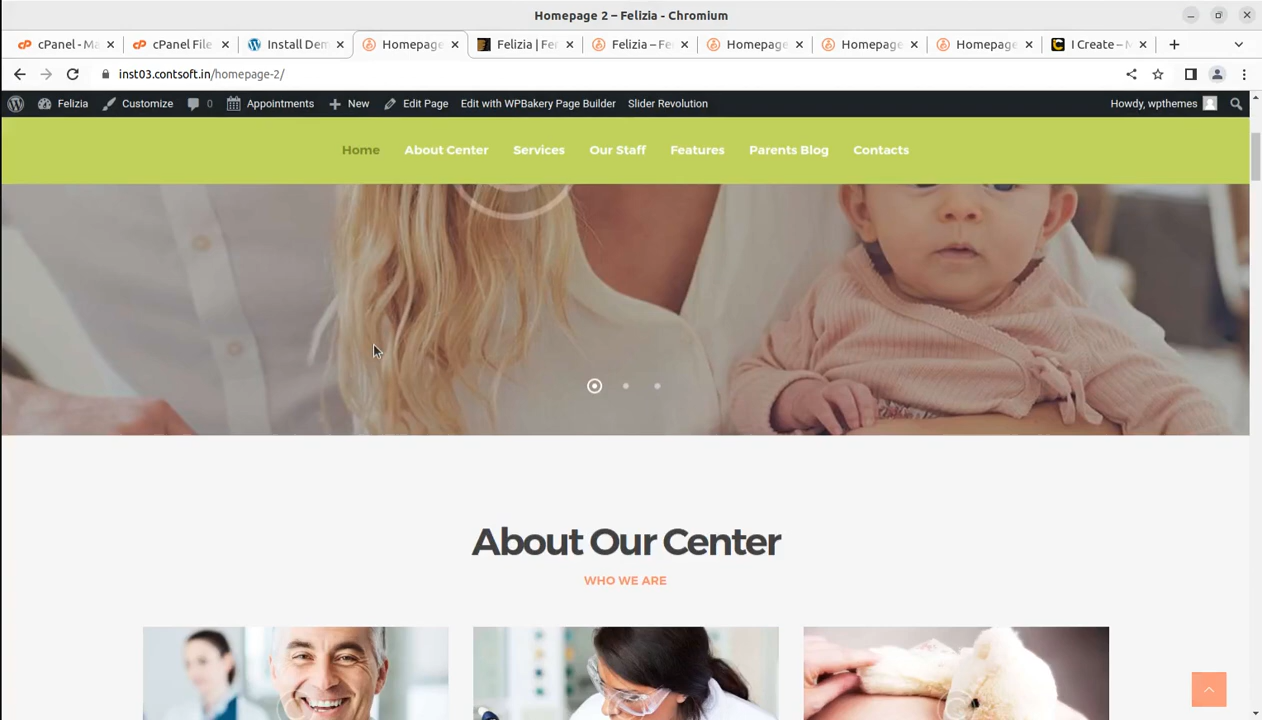 Homepage 2 – Felizia - Chromium
cPanel - Ma
cPanel File
Install Dem
Homepage
Felizia | Fer
Felizia – Fe
Homepage
Homepage
Homepage
I Create – M
inst03.contsoft.in/homepage-2/
Felizia
Customize
0
Appointments
New
Edit Page
Edit with WPBakery Page Builder
Slider Revolution
Howdy, wpthemes
Home
About Center
Services
Our Staff
Features
Parents Blog
Contacts
About Our Center
WHO WE ARE